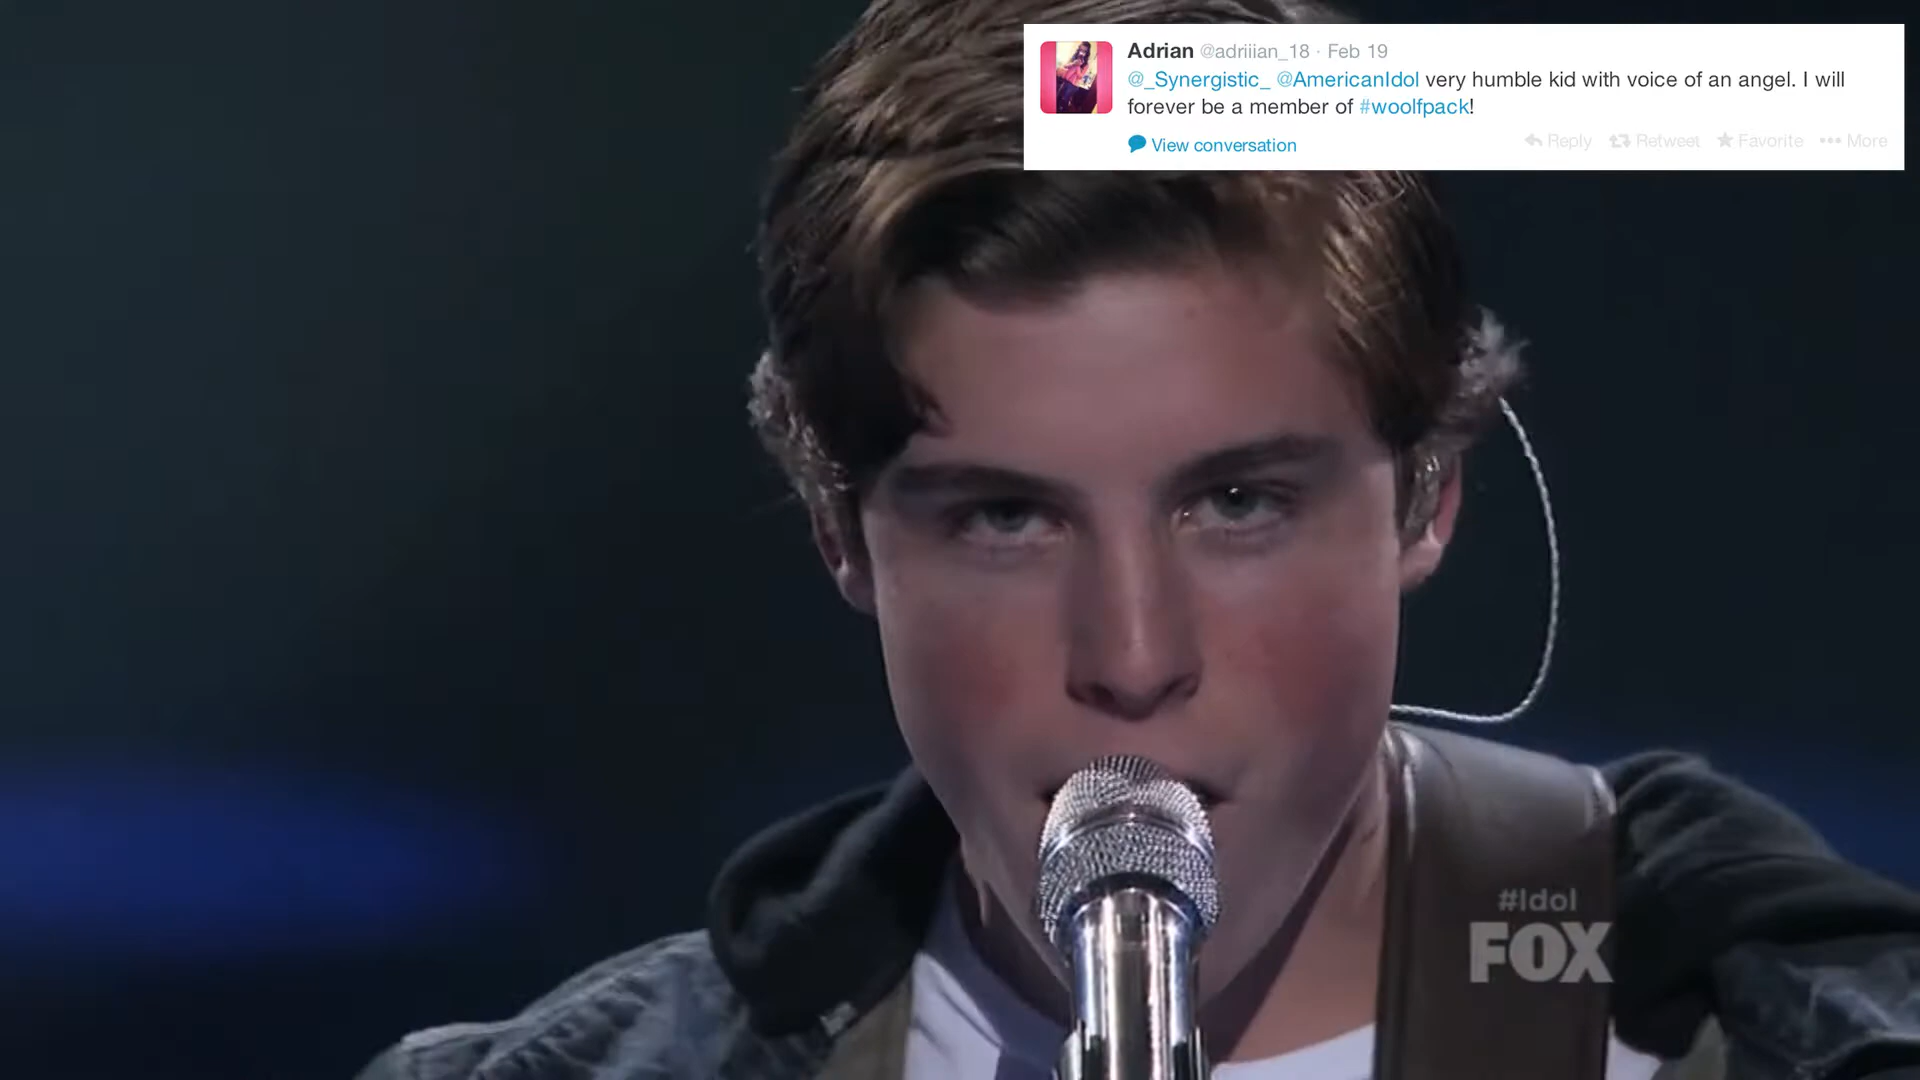 Adrian @adriiian_18 · Feb 19
@_Synergistic_ @AmericanIdol very humble kid with voice of an angel. I will
forever be a member of #woolfpack!
View conversation Reply Retweet Favorite More
#Idol
FOX